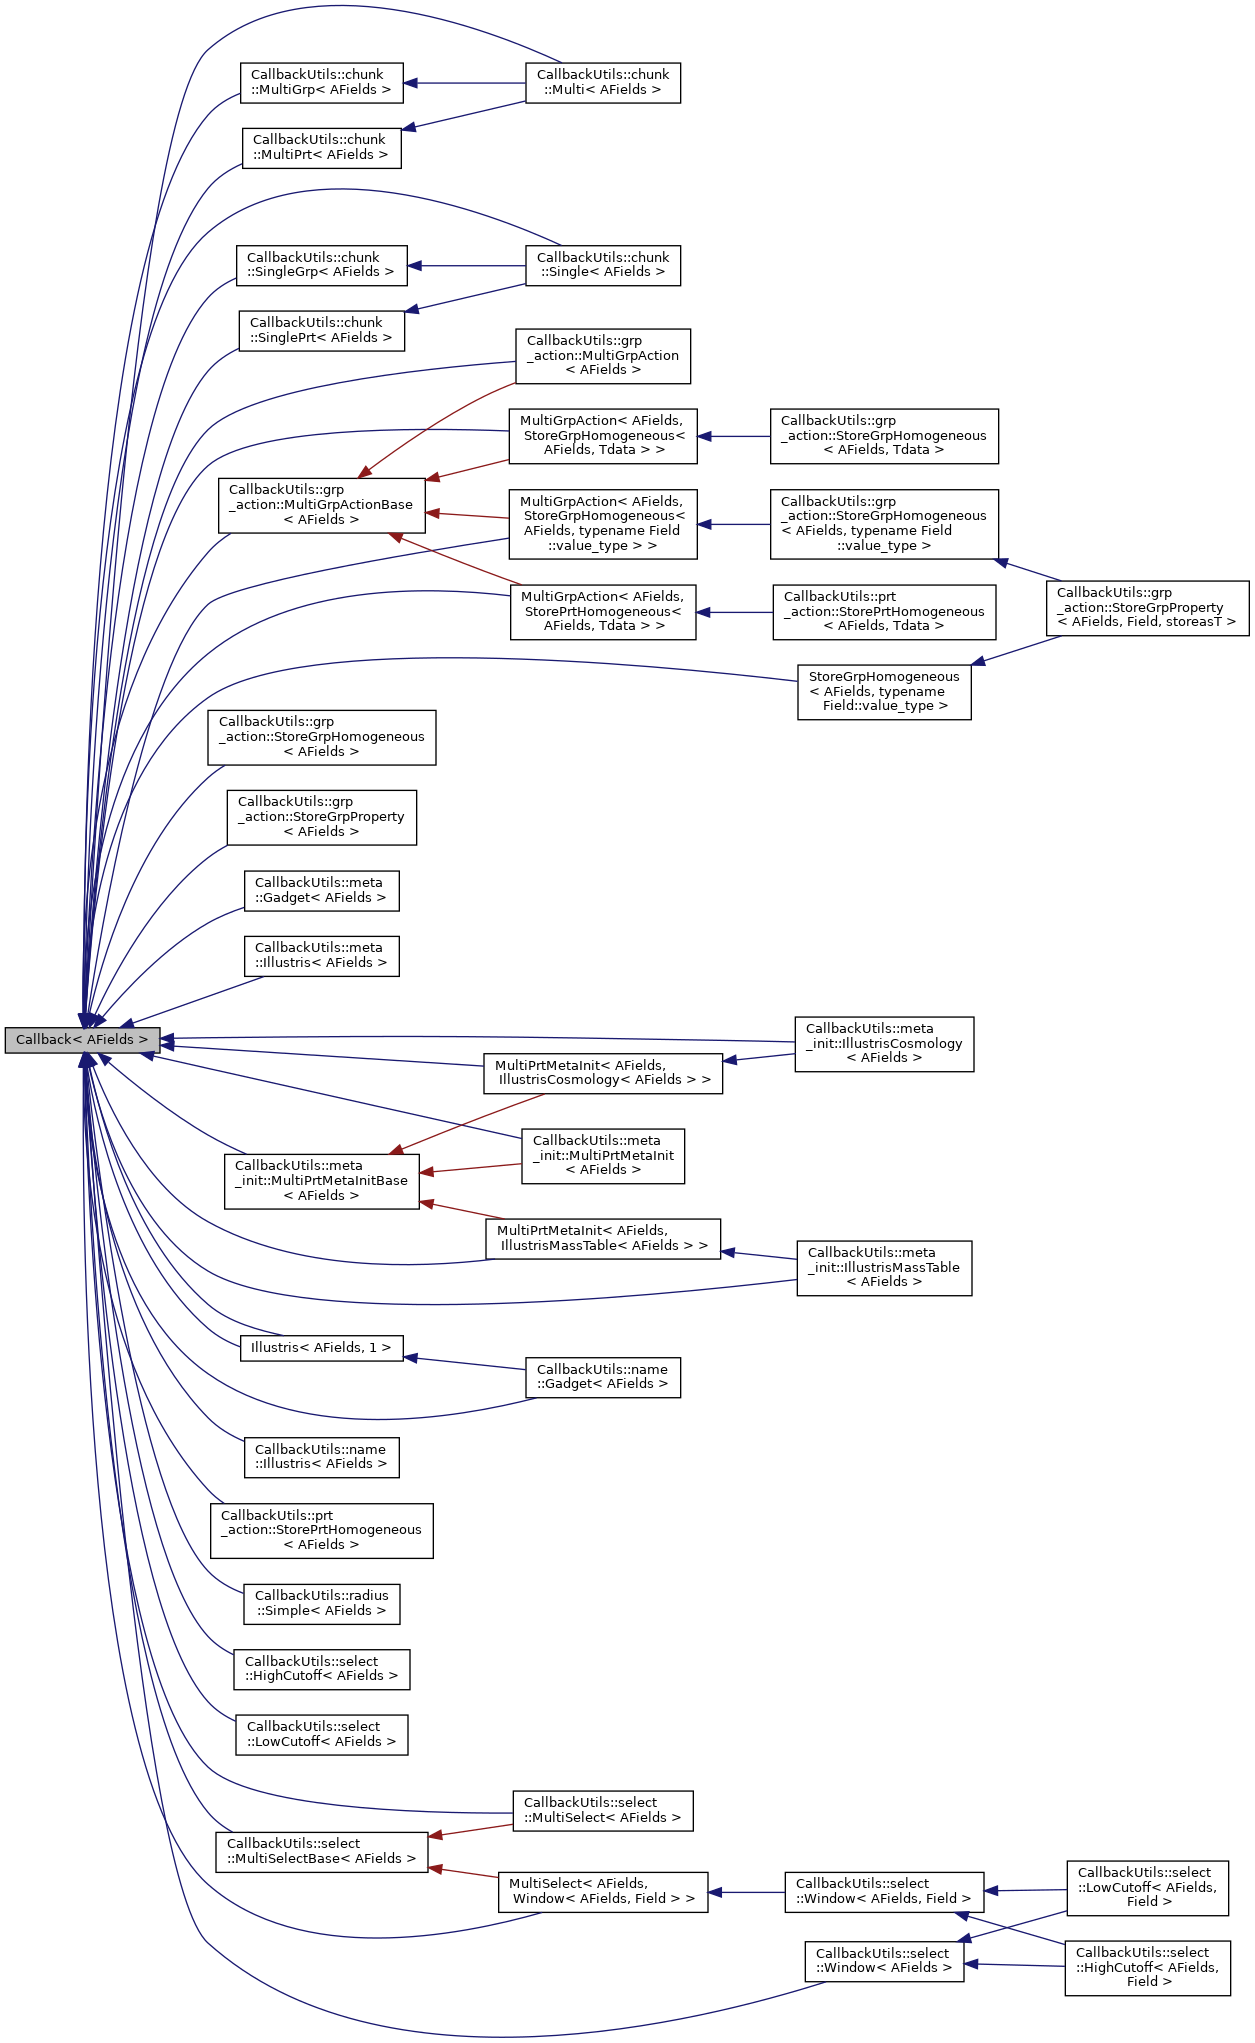 CallbackUtils::chunk
::MultiGrp< AFields >
CallbackUtils::chunk
::Multi< AFields >
CallbackUtils::chunk
::MultiPrt< AFields >
CallbackUtils::chunk
::SingleGrp< AFields >
CallbackUtils::chunk
::Single< AFields >
CallbackUtils::chunk
::SinglePrt< AFields >
CallbackUtils::grp
_action::MultiGrpAction
< AFields >
MultiGrpAction< AFields,
StoreGrpHomogeneous<
AFields, Tdata > >
CallbackUtils::grp
_action::StoreGrpHomogeneous
< AFields, Tdata >
CallbackUtils::grp
_action::MultiGrpActionBase
< AFields >
MultiGrpAction< AFields,
StoreGrpHomogeneous<
AFields, typename Field
::value_type > >
CallbackUtils::grp
_action::StoreGrpHomogeneous
< AFields, typename Field
::value_type >
MultiGrpAction< AFields,
StorePrtHomogeneous<
AFields, Tdata > >
CallbackUtils::prt
_action::StorePrtHomogeneous
< AFields, Tdata >
CallbackUtils::grp
_action::StoreGrpProperty
< AFields, Field, storeasT >
StoreGrpHomogeneous
< AFields, typename
Field::value_type >
CallbackUtils::grp
_action::StoreGrpHomogeneous
< AFields >
CallbackUtils::grp
_action::StoreGrpProperty
< AFields >
CallbackUtils::meta
::Gadget< AFields >
CallbackUtils::meta
::Illustris< AFields >
Callback< AFields >
CallbackUtils::meta
_init::IllustrisCosmology
< AFields >
MultiPrtMetaInit< AFields,
IllustrisCosmology< AFields > >
CallbackUtils::meta
_init::MultiPrtMetaInit
< AFields >
CallbackUtils::meta
_init::MultiPrtMetaInitBase
< AFields >
MultiPrtMetaInit< AFields,
IllustrisMassTable< AFields > >
CallbackUtils::meta
_init::IllustrisMassTable
< AFields >
Illustris< AFields, 1 >
CallbackUtils::name
::Gadget< AFields >
CallbackUtils::name
::Illustris< AFields >
CallbackUtils::prt
_action::StorePrtHomogeneous
< AFields >
CallbackUtils::radius
::Simple< AFields >
CallbackUtils::select
::HighCutoff< AFields >
CallbackUtils::select
::LowCutoff< AFields >
CallbackUtils::select
::MultiSelect< AFields >
CallbackUtils::select
::MultiSelectBase< AFields >
MultiSelect< AFields,
Window< AFields, Field > >
CallbackUtils::select
::Window< AFields, Field >
CallbackUtils::select
::LowCutoff< AFields,
Field >
CallbackUtils::select
::Window< AFields >
CallbackUtils::select
::HighCutoff< AFields,
Field >